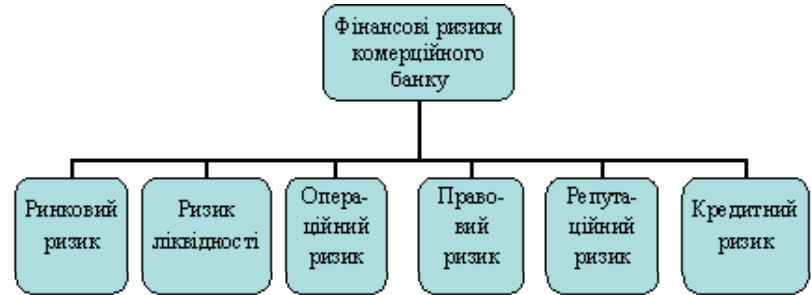 Фінансові ризики
комерційного
банку
Ринковий
ризик
Ризик
ліквідності
Опера-
ційний
ризик
Право-
вий
ризик
Репута-
ційний
ризик
Кредитний
ризик